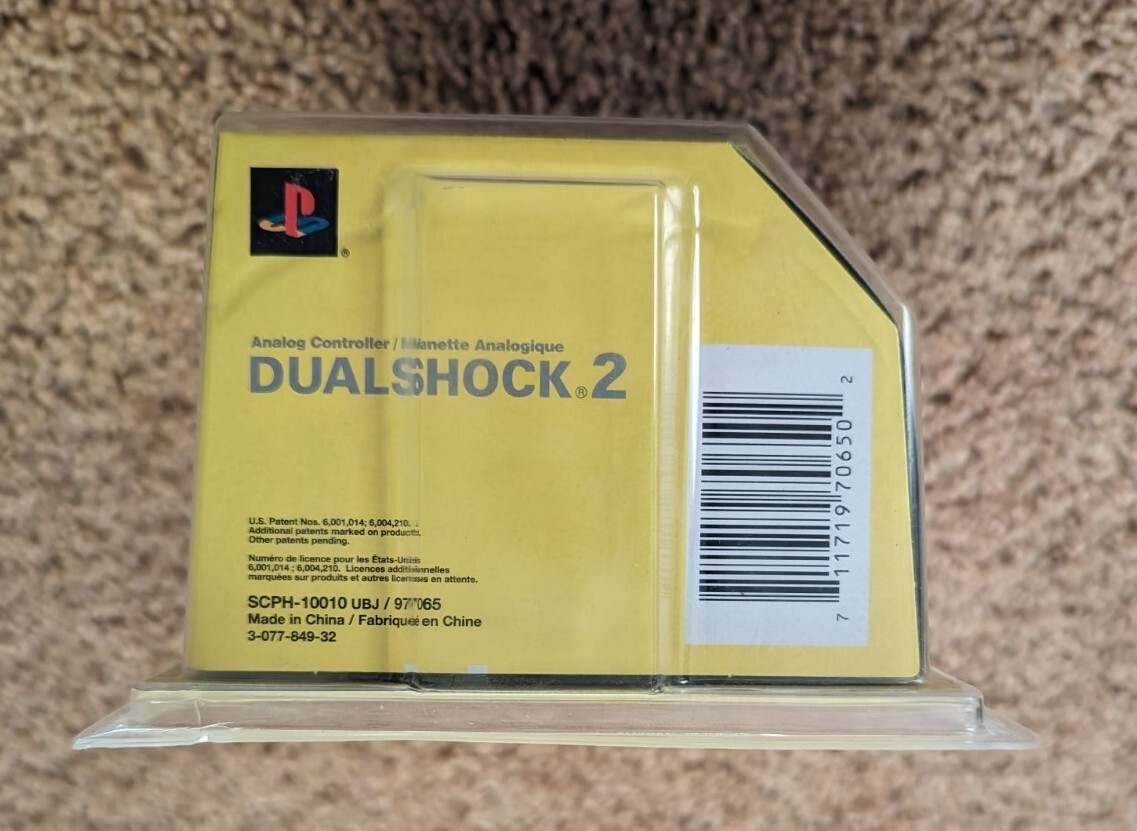 ®
Analog Controller / Manette Analogique
DUALSHOCK®2
U.S. Patent Nos. 6,001,014; 6,004,210.
Additional patents marked on products.
Other patents pending.
Numéro de licence pour les États-Unis
6,001,014 ; 6,004,210. Licences additionnelles
marquées sur produits et autres licenses en attente.
SCPH-10010 UBJ / 97065
Made in China / Fabriqué en Chine
3-077-849-32
7 11719 70650 2